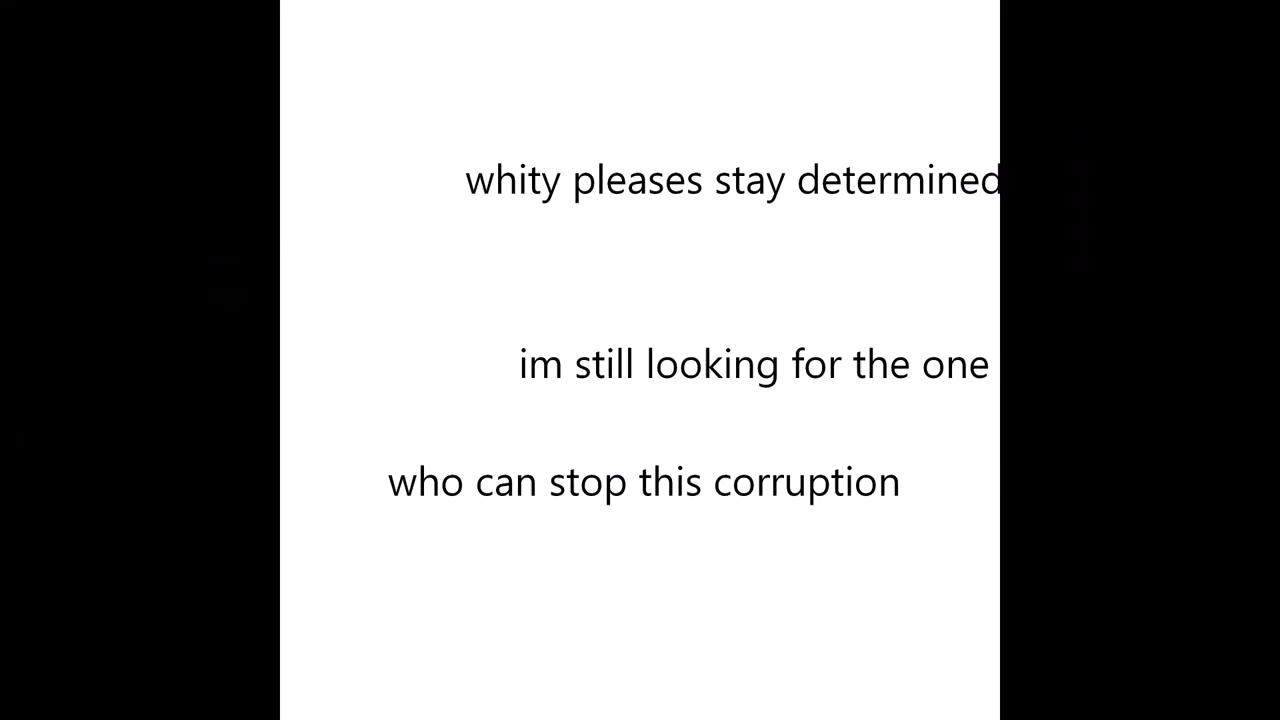 whity pleases stay determined
im still looking for the one
who can stop this corruption